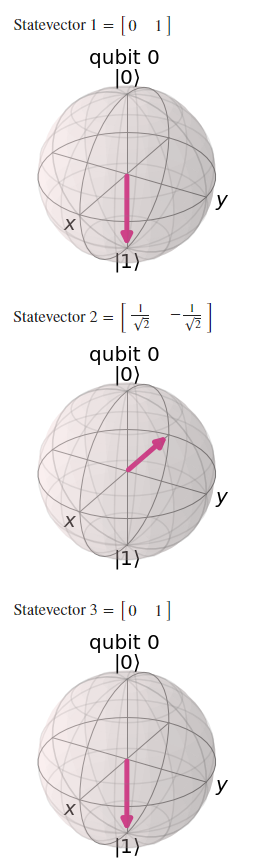 Statevector 1 = [0 1]
qubit 0
|0⟩
y
x
|1⟩
Statevector 2 = [1/√2 −1/√2]
qubit 0
|0⟩
y
x
|1⟩
Statevector 3 = [0 1]
qubit 0
|0⟩
y
x
|1⟩